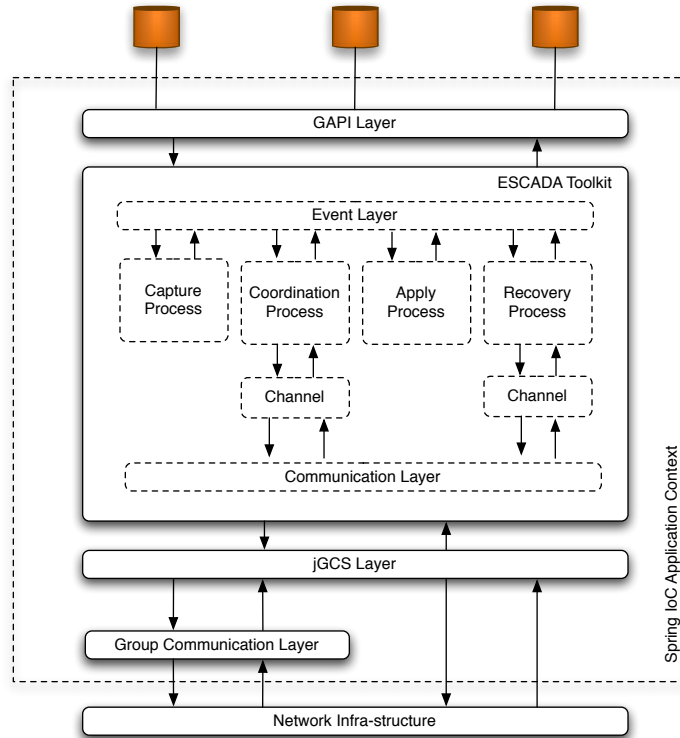 GAPI Layer
ESCADA Toolkit
Event Layer
Capture
Process
Coordination
Process
Apply
Process
Recovery
Process
Channel
Channel
Communication Layer
Spring IoC Application Context
jGCS Layer
Group Communication Layer
Network Infra-structure